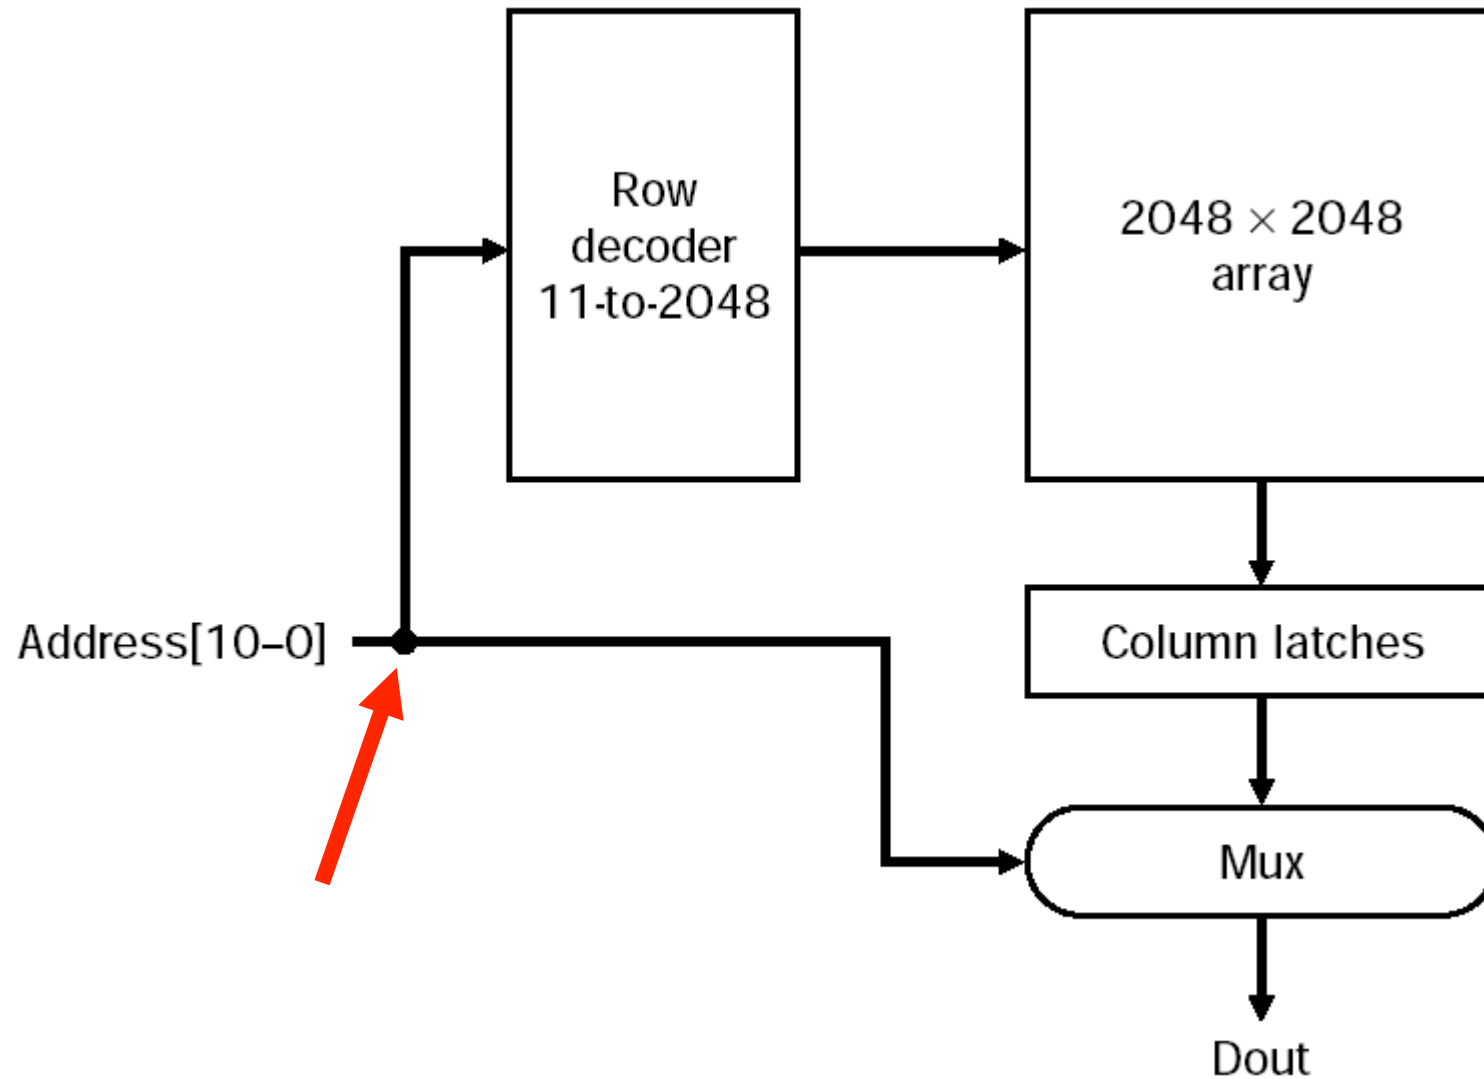 Row
decoder
11-to-2048
2048 × 2048
array
Address[10–0]
Column latches
Mux
Dout